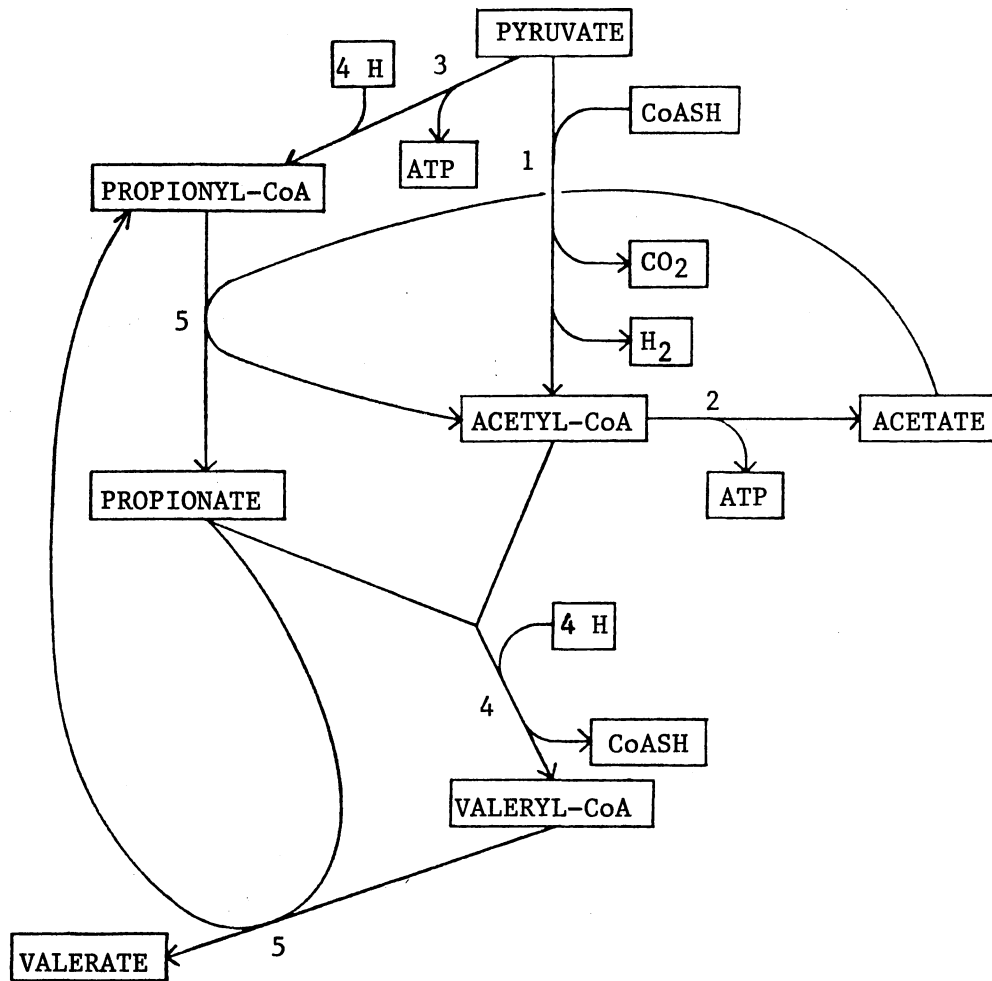 PYRUVATE
4 H
3
CoASH
ATP
1
PROPIONYL-CoA
CO2
5
H2
2
ACETYL-CoA
ACETATE
PROPIONATE
ATP
4 H
4
CoASH
VALERYL-CoA
5
VALERATE